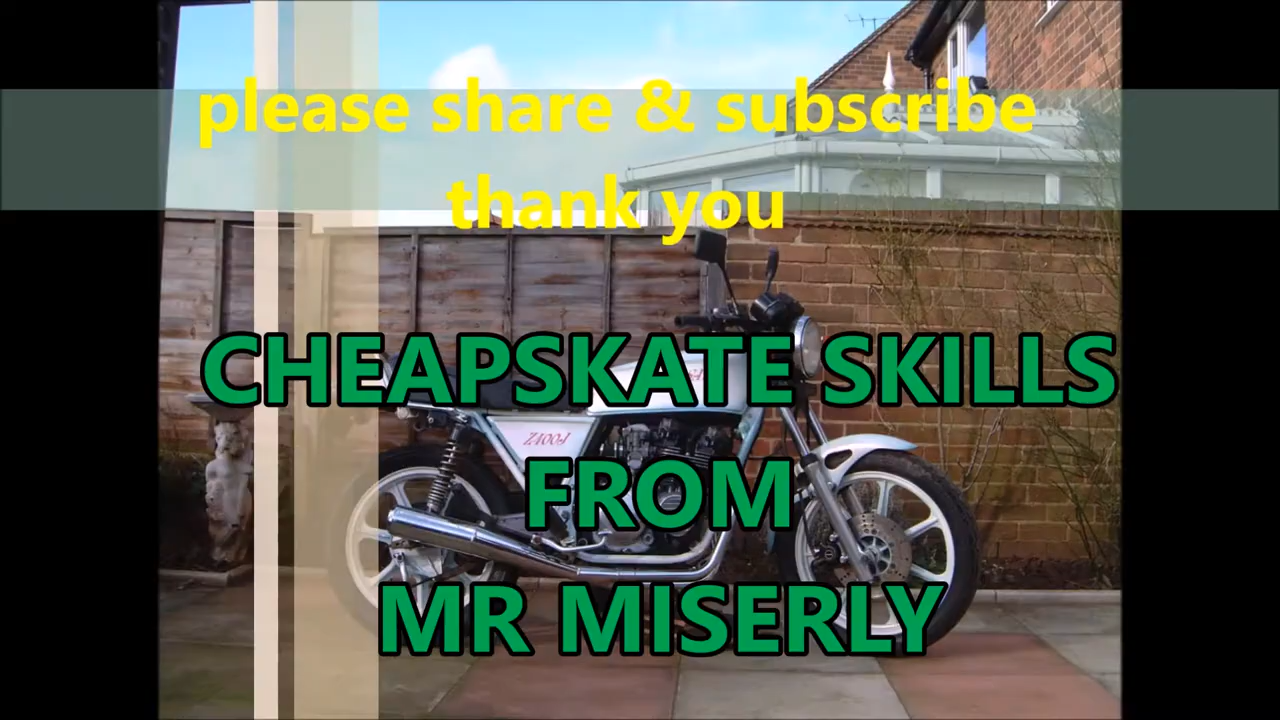 please share & subscribe
thank you
CHEAPSKATE SKILLS
FROM
MR MISERLY
Z400J